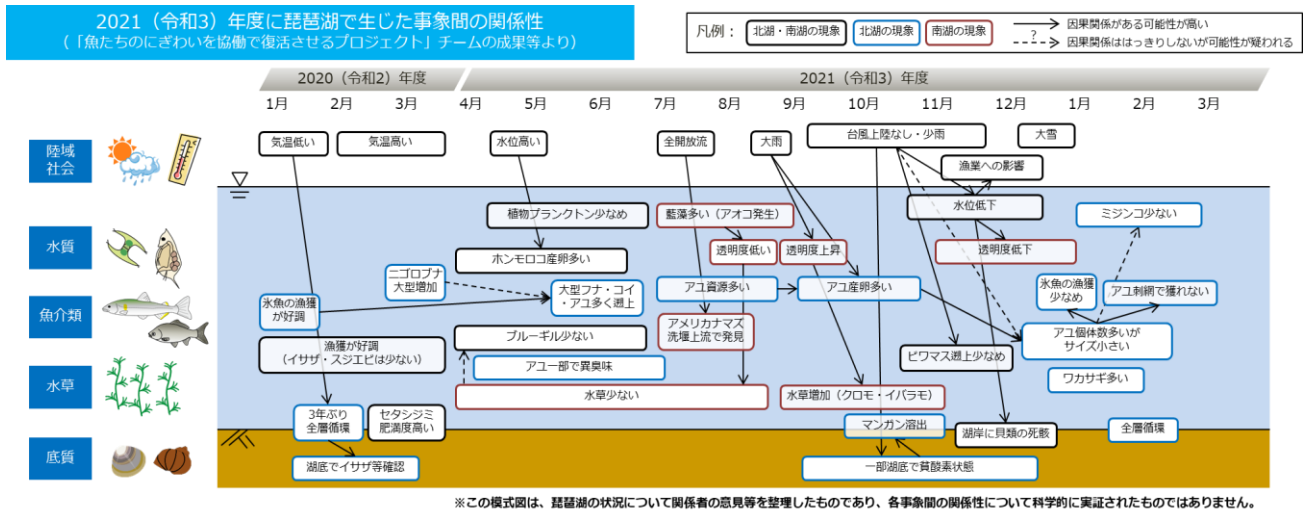 2021（令和3）年度に琵琶湖で生じた事象間の関係性
（「魚たちのにぎわいを協働で復活させるプロジェクト」チームの成果等より）
凡例：
北湖・南湖の現象
北湖の現象
南湖の現象
因果関係がある可能性が高い
?
因果関係ははっきりしないが可能性が疑われる
2020（令和2）年度
2021（令和3）年度
1月
2月
3月
4月
5月
6月
7月
8月
9月
10月
11月
12月
1月
2月
3月
陸域
社会
気温低い
気温高い
水位高い
全開放流
大雨
台風上陸なし・少雨
大雪
漁業への影響
水位低下
水質
植物プランクトン少なめ
藍藻多い（アオコ発生）
ミジンコ少ない
透明度低い
透明度上昇
透明度低下
ホンモロコ産卵多い
魚介類
ニゴロブナ
大型増加
氷魚の漁獲
が好調
大型フナ・コイ
・アユ多く遡上
アユ資源多い
アユ産卵多い
氷魚の漁獲
少なめ
アユ刺網で獲れない
アメリカナマズ
洗堰上流で発見
ブルーギル少ない
アユ個体数多いが
サイズ小さい
漁獲が好調
（イサザ・スジエビは少ない）
ビワマス遡上少なめ
アユ一部で異臭味
ワカサギ多い
水草
水草少ない
水草増加（クロモ・イバラモ）
3年ぶり
全層循環
セタシジミ
肥満度高い
マンガン溶出
湖岸に貝類の死骸
全層循環
底質
湖底でイサザ等確認
一部湖底で貧酸素状態
※この模式図は、琵琶湖の状況について関係者の意見等を整理したものであり、各事象間の関係性について科学的に実証されたものではありません。